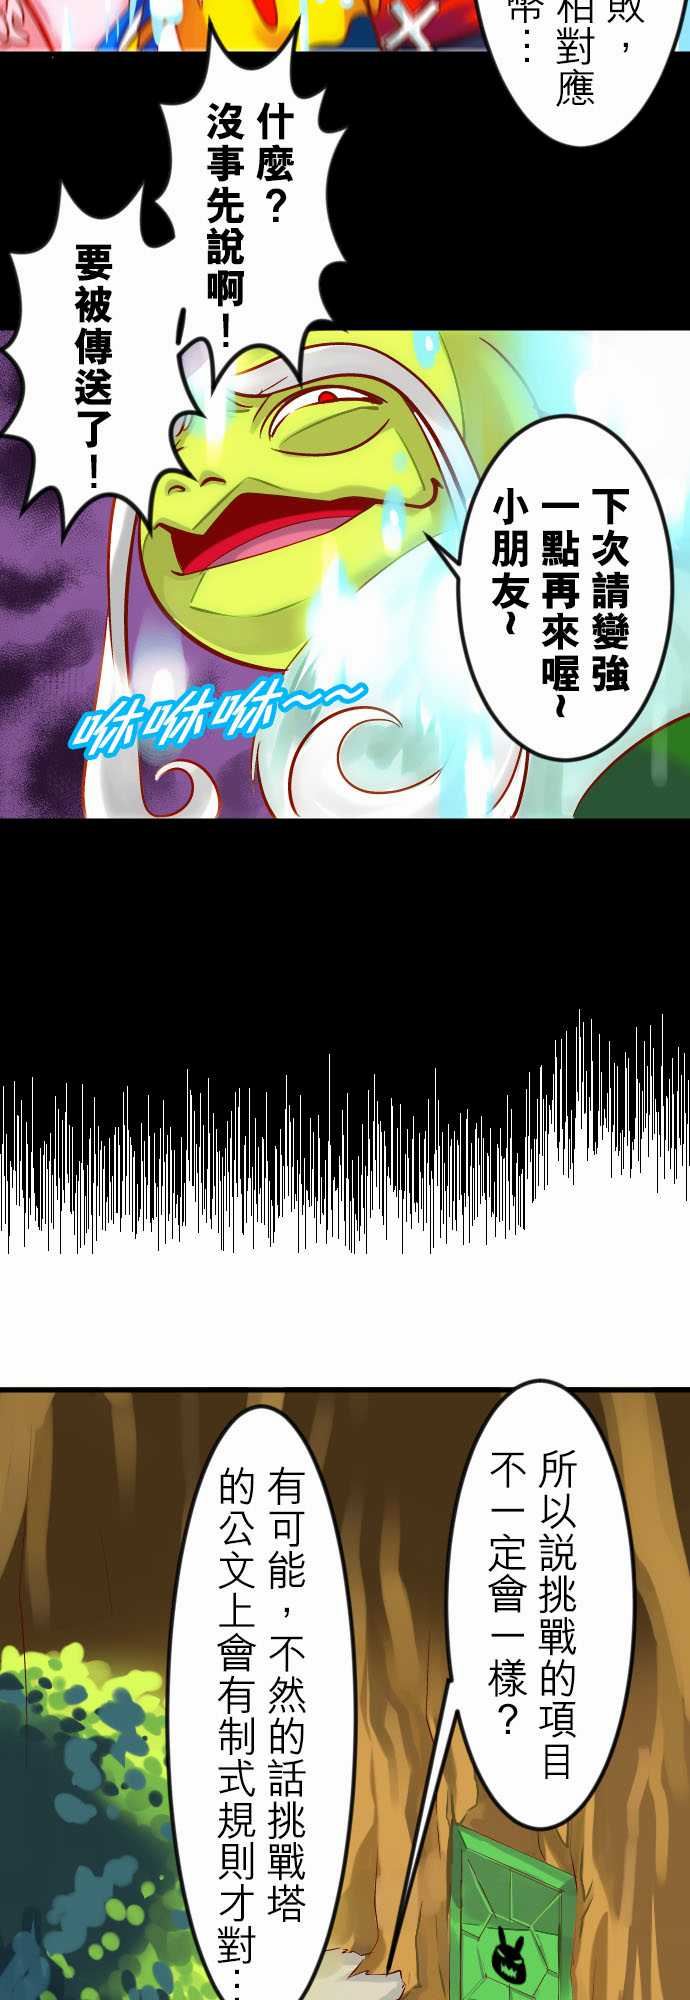 敗，
相對應
幣…
什麼？
沒事先說啊！
要被傳送了！
下次請變強
一點再來喔~
小朋友~
咻咻咻~~
所以說挑戰的項目
不一定會一樣？
有可能，不然的話挑戰塔
的公文上會有制式規則才對…